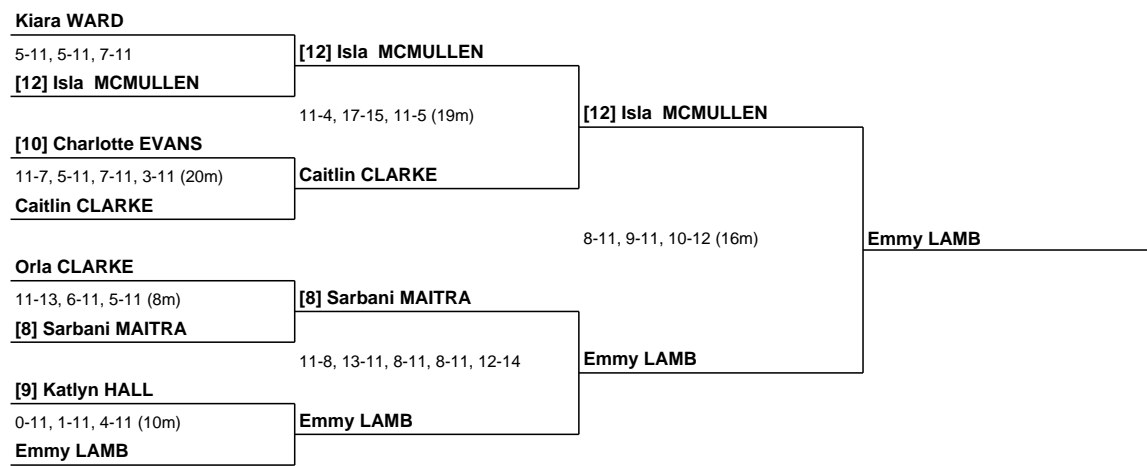 Kiara WARD
5-11, 5-11, 7-11
[12] Isla  MCMULLEN
[12] Isla  MCMULLEN
11-4, 17-15, 11-5 (19m)
[12] Isla  MCMULLEN
[10] Charlotte EVANS
11-7, 5-11, 7-11, 3-11 (20m)
Caitlin CLARKE
Caitlin CLARKE
8-11, 9-11, 10-12 (16m)
Emmy LAMB
Orla CLARKE
11-13, 6-11, 5-11 (8m)
[8] Sarbani MAITRA
[8] Sarbani MAITRA
11-8, 13-11, 8-11, 8-11, 12-14
Emmy LAMB
[9] Katlyn HALL
0-11, 1-11, 4-11 (10m)
Emmy LAMB
Emmy LAMB